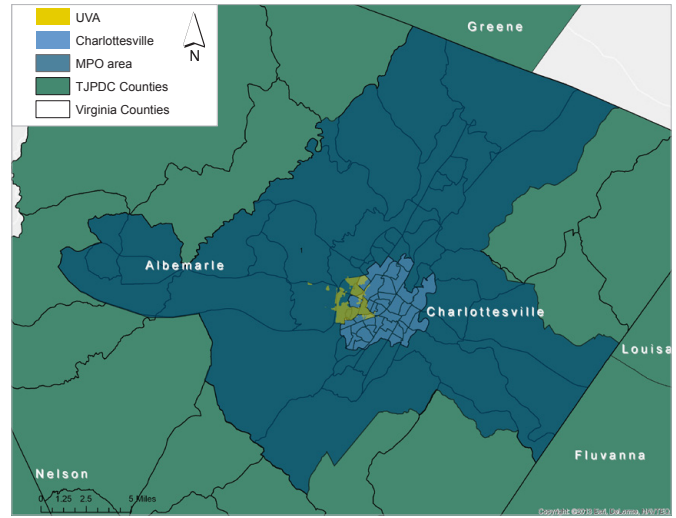 UVA
Charlottesville
MPO area
TJPDC Counties
Virginia Counties
N
Greene
Albemarle
Charlottesville
Louisa
Fluvanna
Nelson
0 1.25 2.5 5 Miles